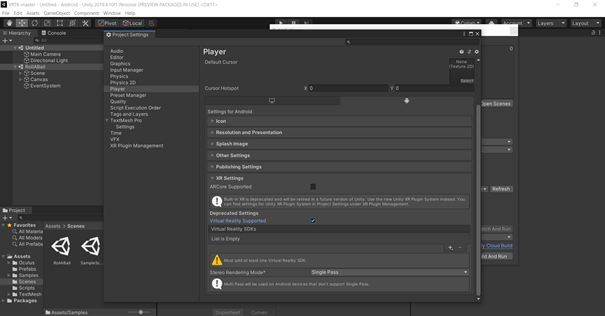 VRTK-master - Untitled - Android - Unity 2019.4.16f1 Personal [PREVIEW PACKAGES IN USE] <DX11>
File Edit Assets GameObject Component Window Help
Pivot Local
Collab Account Layers Layout
Hierarchy Console
Untitled
Main Camera
Directional Light
RollABall
Scene
Canvas
EventSystem
Project Settings
Audio
Editor
Graphics
Input Manager
Physics
Physics 2D
Player
Preset Manager
Quality
Script Execution Order
Tags and Layers
TextMesh Pro
Settings
Time
VFX
XR Plugin Management
Player
Default Cursor
None
(Texture 2D)
Select
Cursor Hotspot X 0 Y 0
Settings for Android
Icon
Resolution and Presentation
Splash Image
Other Settings
Publishing Settings
XR Settings
ARCore Supported
Built-in XR is deprecated and will be retired in a future version of Unity. Use the new Unity XR Plugin System instead. You
can find settings for Unity XR Plugin System in Project Settings under XR Plugin Management.
Deprecated Settings
Virtual Reality Supported
Virtual Reality SDKs
List is Empty
+ -
Must add at least one Virtual Reality SDK.
Stereo Rendering Mode* Single Pass
Multi-Pass will be used on Android devices that don't support Single Pass.
0
Open Scenes
Refresh
Cloud Build
And Run
Project
Favorites
All Materia
All Models
All Prefabs
Assets
Oculus
Prefabs
Samples
Scenes
Scripts
TextMesh
Packages
Assets > Scenes
RollABall
SampleSc...
Assets/Samples
Dopesheet Curves